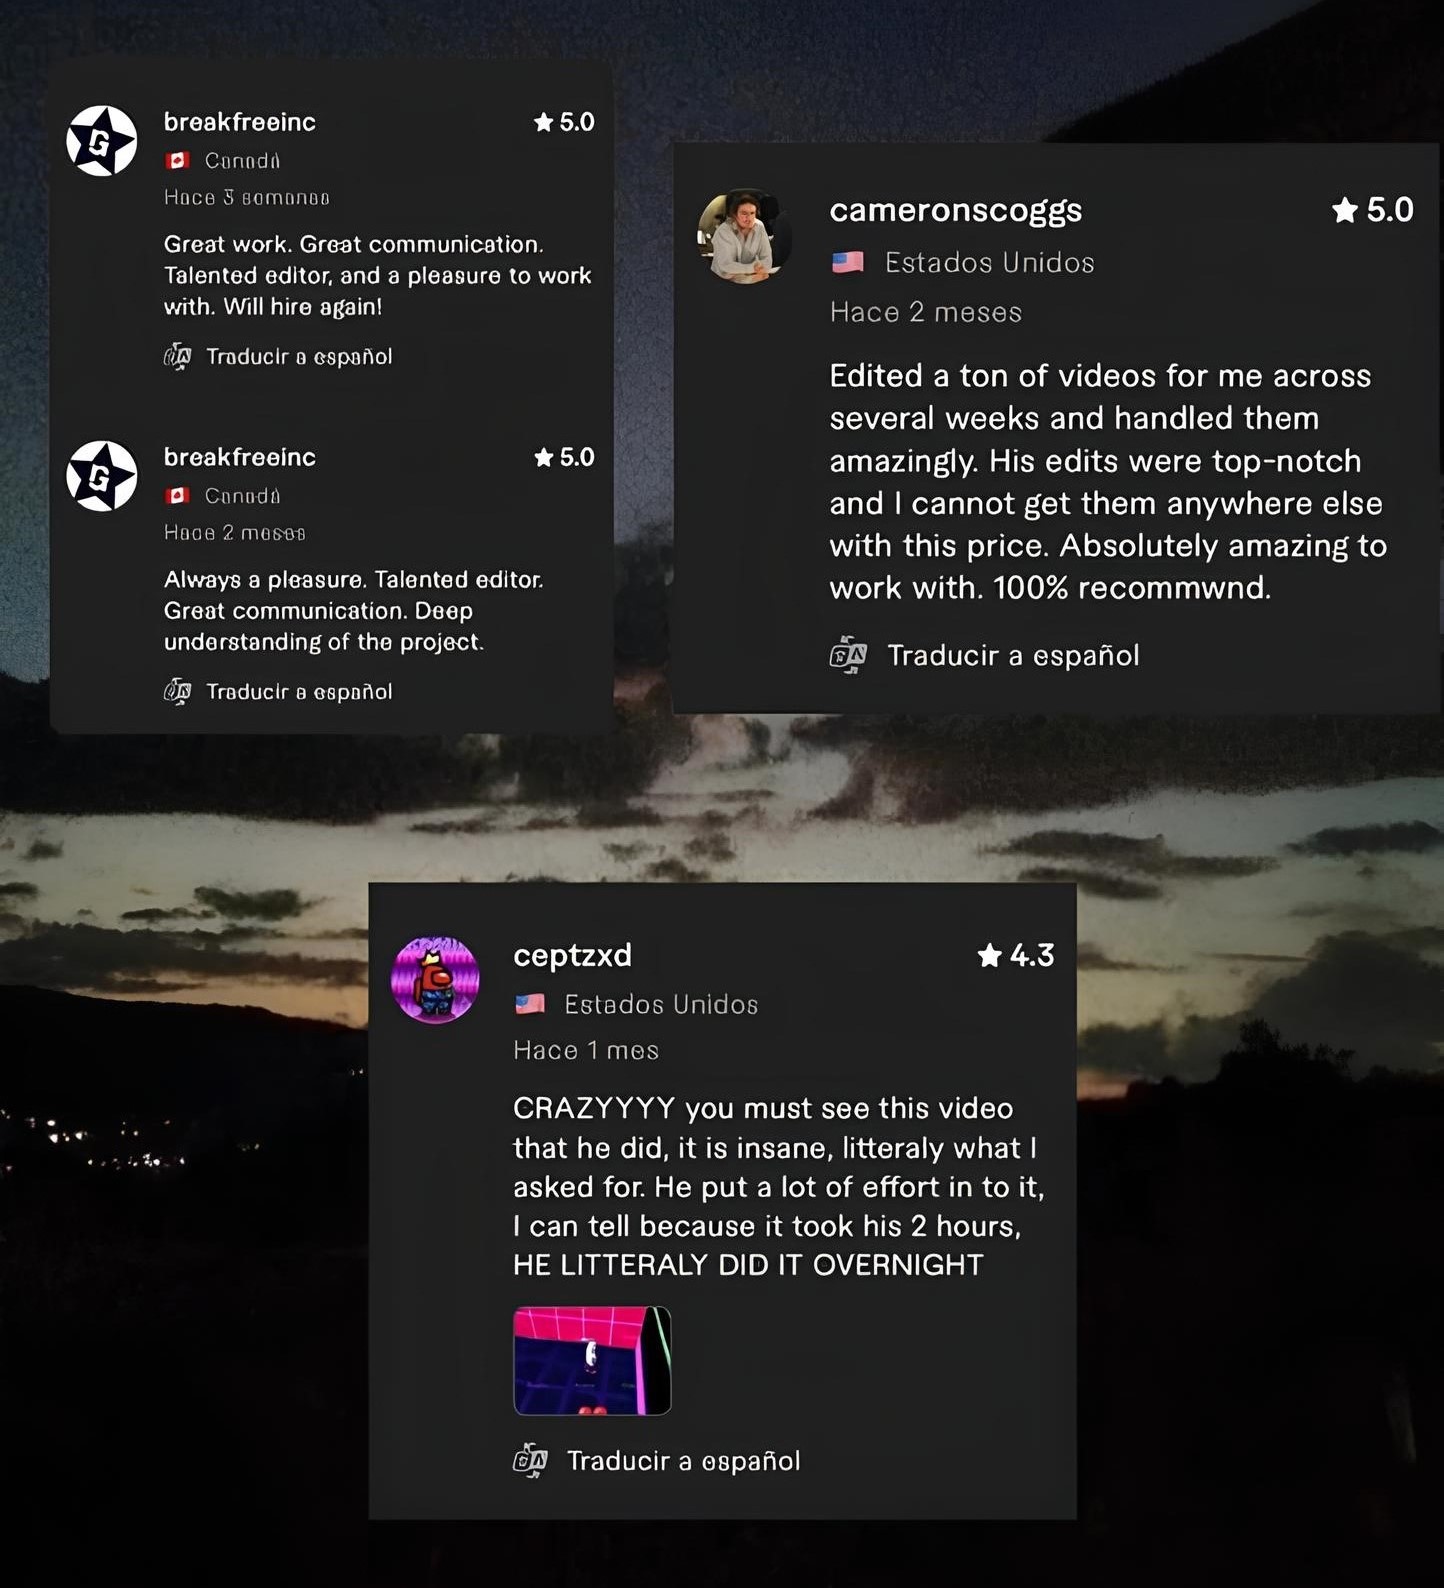 breakfreeinc
5.0
Canadá
Hace 3 semanas
Great work. Great communication.
Talented editor, and a pleasure to work
with. Will hire again!
Traducir a español
breakfreeinc
5.0
Canadá
Hace 2 meses
Always a pleasure. Talented editor.
Great communication. Deep
understanding of the project.
Traducir a español
cameronscoggs
5.0
Estados Unidos
Hace 2 meses
Edited a ton of videos for me across
several weeks and handled them
amazingly. His edits were top-notch
and I cannot get them anywhere else
with this price. Absolutely amazing to
work with. 100% recommwnd.
Traducir a español
ceptzxd
4.3
Estados Unidos
Hace 1 mes
CRAZYYYY you must see this video
that he did, it is insane, litteraly what I
asked for. He put a lot of effort in to it,
I can tell because it took his 2 hours,
HE LITTERALY DID IT OVERNIGHT
Traducir a español